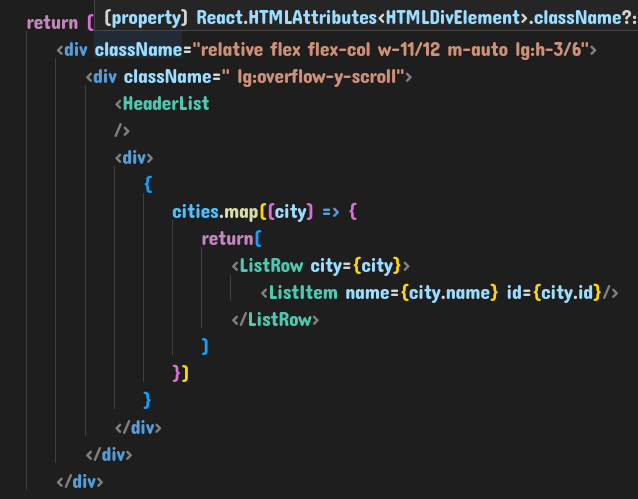 return ( (property) React.HTMLAttributes<HTMLDivElement>.className?:
<div className="relative flex flex-col w-11/12 m-auto lg:h-3/6">
<div className=" lg:overflow-y-scroll">
<HeaderList
/>
<div>
{
cities.map((city) => {
return(
<ListRow city={city}>
<ListItem name={city.name} id={city.id}/>
</ListRow>
)
})
}
</div>
</div>
</div>